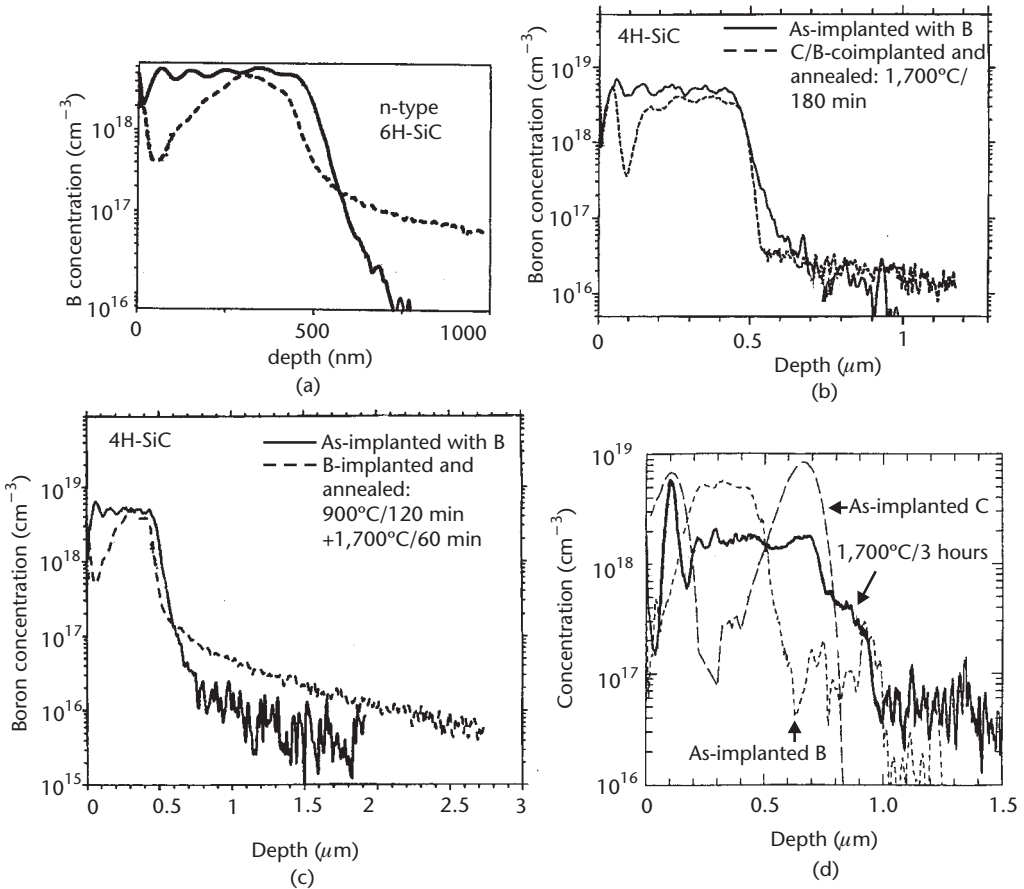 B concentration (cm⁻³)
10¹⁸
10¹⁷
10¹⁶
n-type
6H-SiC
0
500
1000
depth (nm)
(a)
Boron concentration (cm⁻³)
10¹⁹
10¹⁸
10¹⁷
10¹⁶
4H-SiC
As-implanted with B
C/B-coimplanted and
annealed: 1,700ºC/
180 min
0
0.5
1
Depth (μm)
(b)
Boron concentration (cm⁻³)
10¹⁹
10¹⁸
10¹⁷
10¹⁶
10¹⁵
4H-SiC
As-implanted with B
B-implanted and
annealed:
900ºC/120 min
+1,700ºC/60 min
0 0.5 1 1.5 2 2.5 3
Depth (μm)
(c)
Concentration (cm⁻³)
10¹⁹
10¹⁸
10¹⁷
10¹⁶
As-implanted C
1,700ºC/3 hours
As-implanted B
0 0.5 1.0 1.5
Depth (μm)
(d)